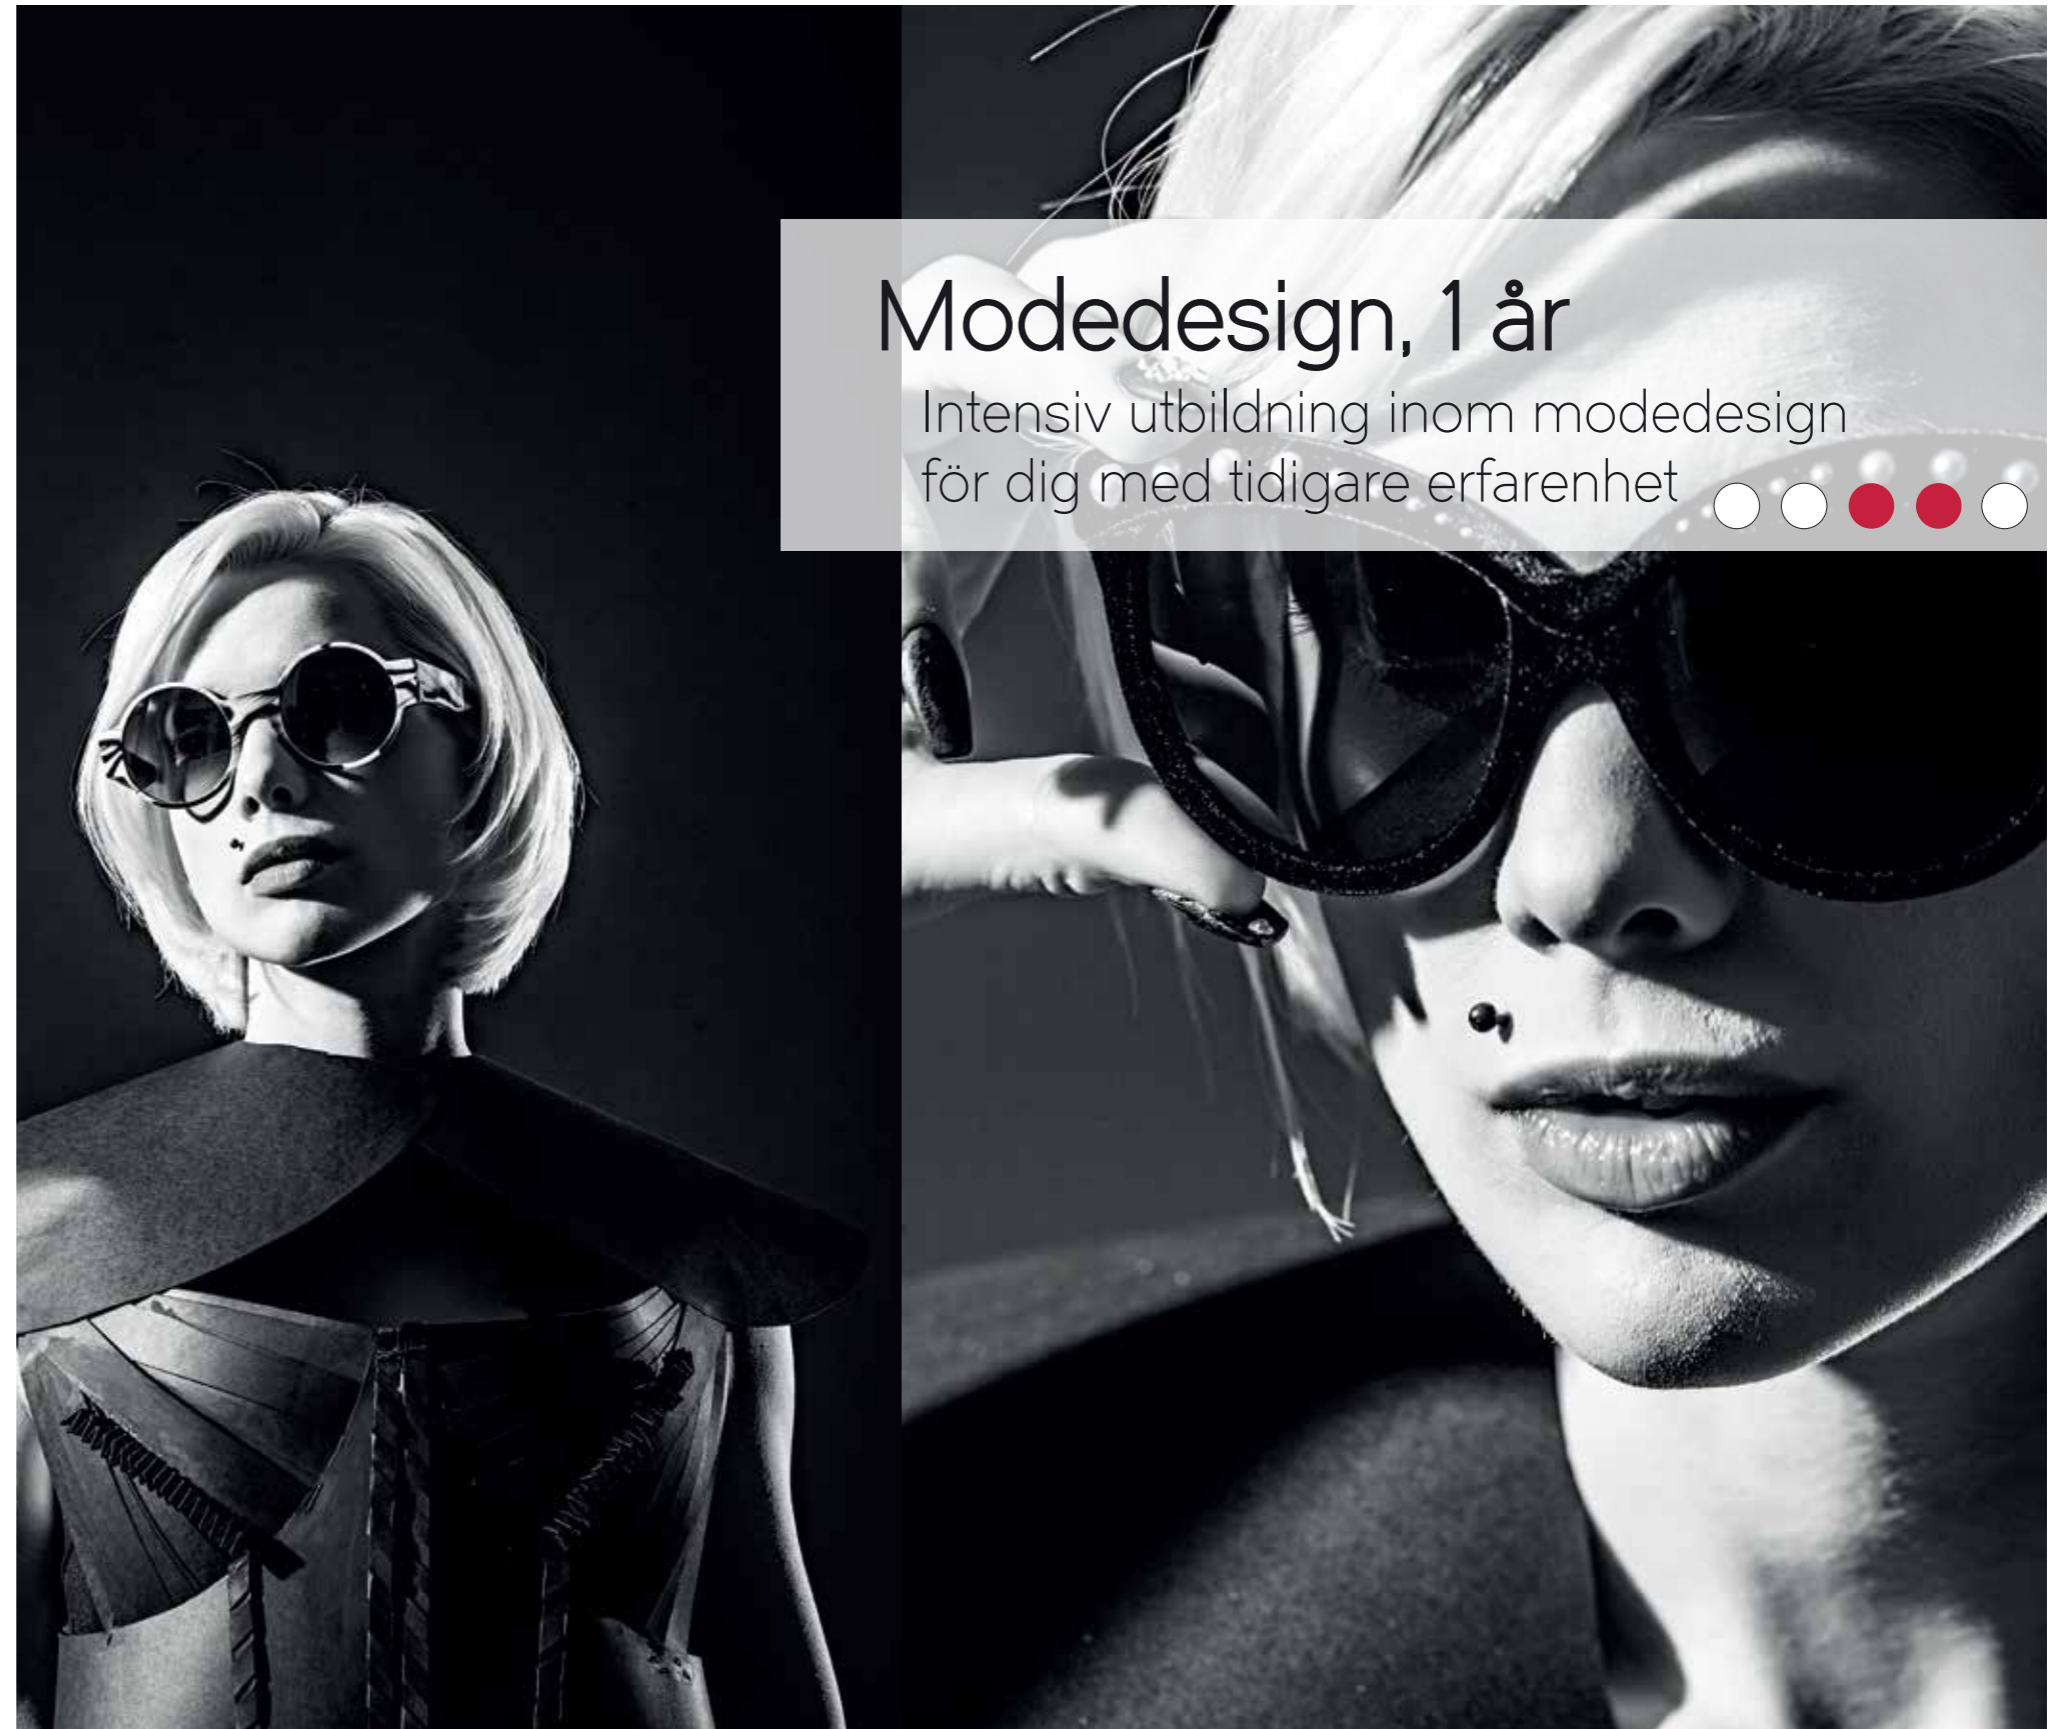 Modedesign, 1 år
Intensiv utbildning inom modedesign
för dig med tidigare erfarenhet